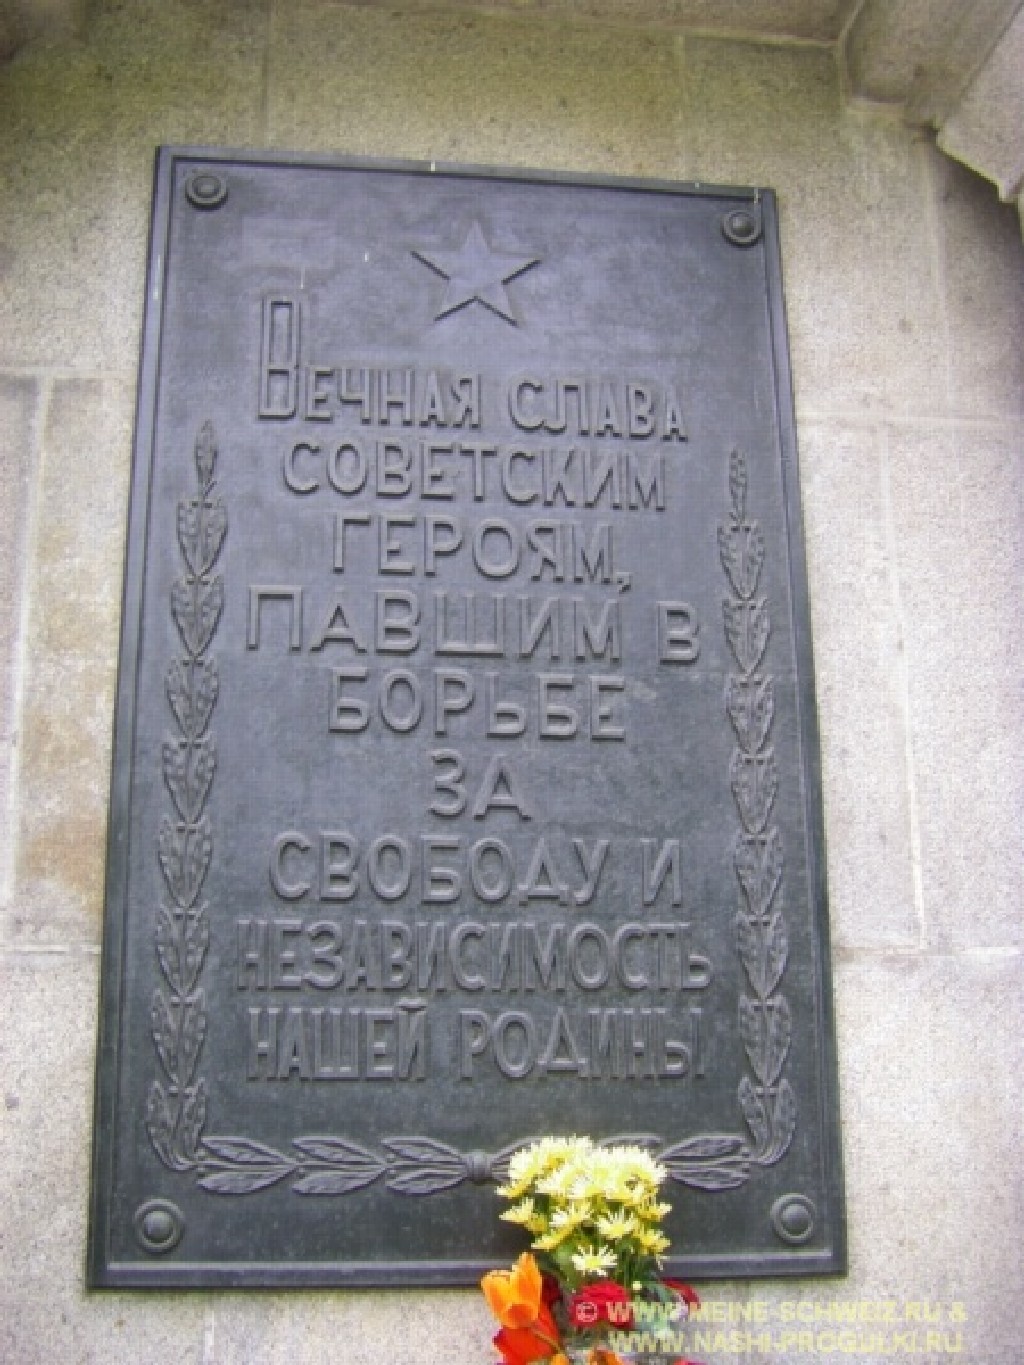 Вечная слава
советским
героям,
павшим в
борьбе
за
свободу и
независимость
нашей Родины
© WWW.MEINE-SCHWEIZ.RU &
WWW.NASHI-PROGULKI.RU